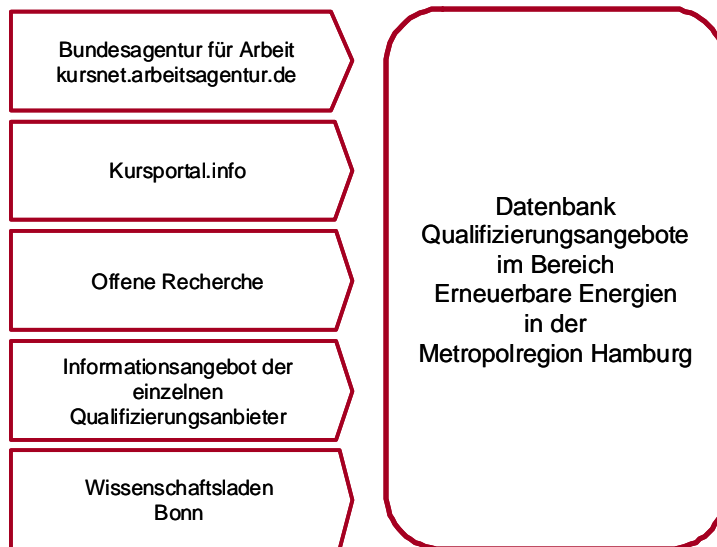 Bundesagentur für Arbeit
kursnet.arbeitsagentur.de
Kursportal.info
Offene Recherche
Informationsangebot der
einzelnen
Qualifizierungsanbieter
Wissenschaftsladen
Bonn
Datenbank
Qualifizierungsangebote
im Bereich
Erneuerbare Energien
in der
Metropolregion Hamburg